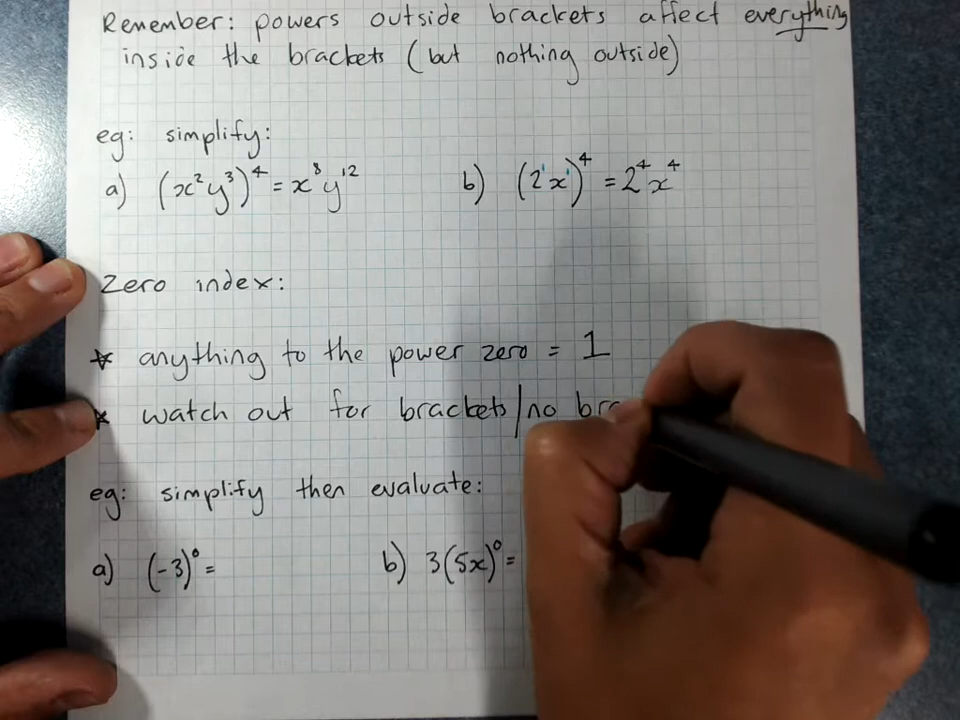 Remember: powers outside brackets affect everything
inside the brackets (but nothing outside)
eg: simplify:
a) (x²y³)⁴ = x⁸y¹² b) (2¹x¹)⁴ = 2⁴x⁴
Zero index:
* anything to the power zero = 1
* watch out for brackets/no
eg: simplify then evaluate:
a) (-3)⁰ = b) 3(5x)⁰ =